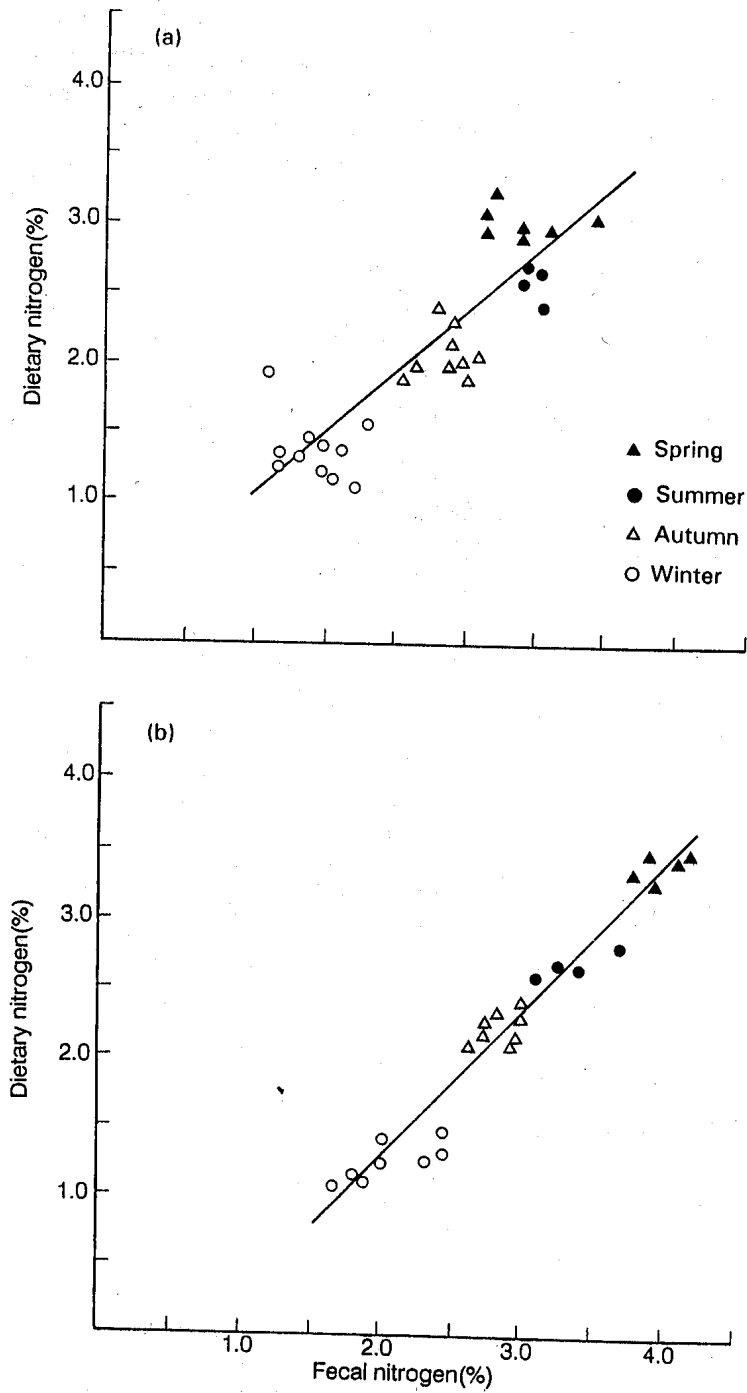 (a)
4.0
3.0
2.0
1.0
Dietary nitrogen(%)
▲ Spring
● Summer
△ Autumn
○ Winter
(b)
4.0
3.0
2.0
1.0
Dietary nitrogen(%)
1.0 2.0 3.0 4.0
Fecal nitrogen(%)